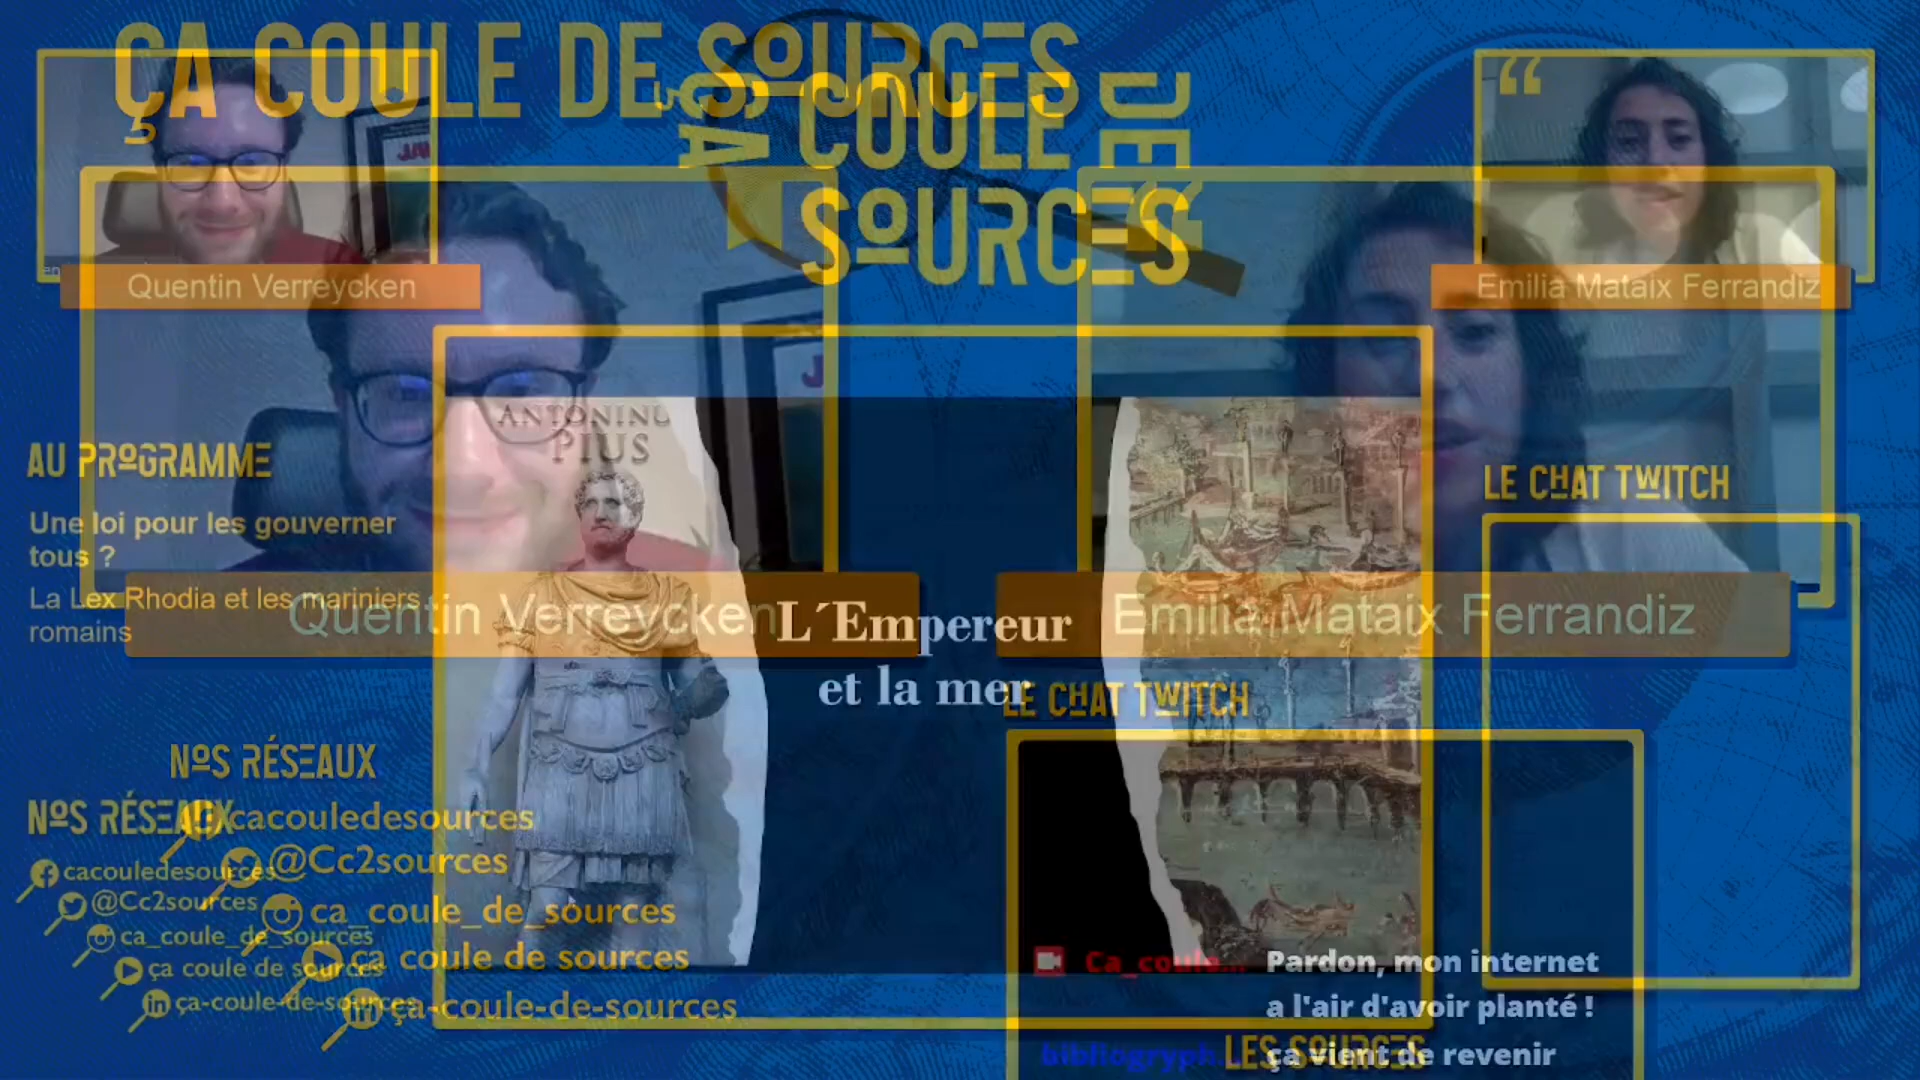 ÇA COULE DE SOURCES
ÇA COULE DE
SOURCES
Quentin Verreycken
Emilia Mataix Ferrandiz
ANTONINU
PIUS
AU PROGRAMME
Une loi pour les gouverner
tous ?
La Lex Rhodia et les mariniers
romains
Quentin Verreycken
Emilia Mataix Ferrandiz
L´Empereur
et la mer
LE CHAT TWITCH
LE CHAT TWITCH
NOS RÉSEAUX
cacouledesources
@Cc2sources
ca_coule_de_sources
ça coule de sources
ça-coule-de-sources
NOS RÉSEAUX
cacouledesources
@Cc2sources
ca_coule_de_sources
ça coule de sources
ça-coule-de-sources
Ca_coule... Pardon, mon internet
a l'air d'avoir planté !
bibliogryph... ça vient de revenir
LES SOURCES